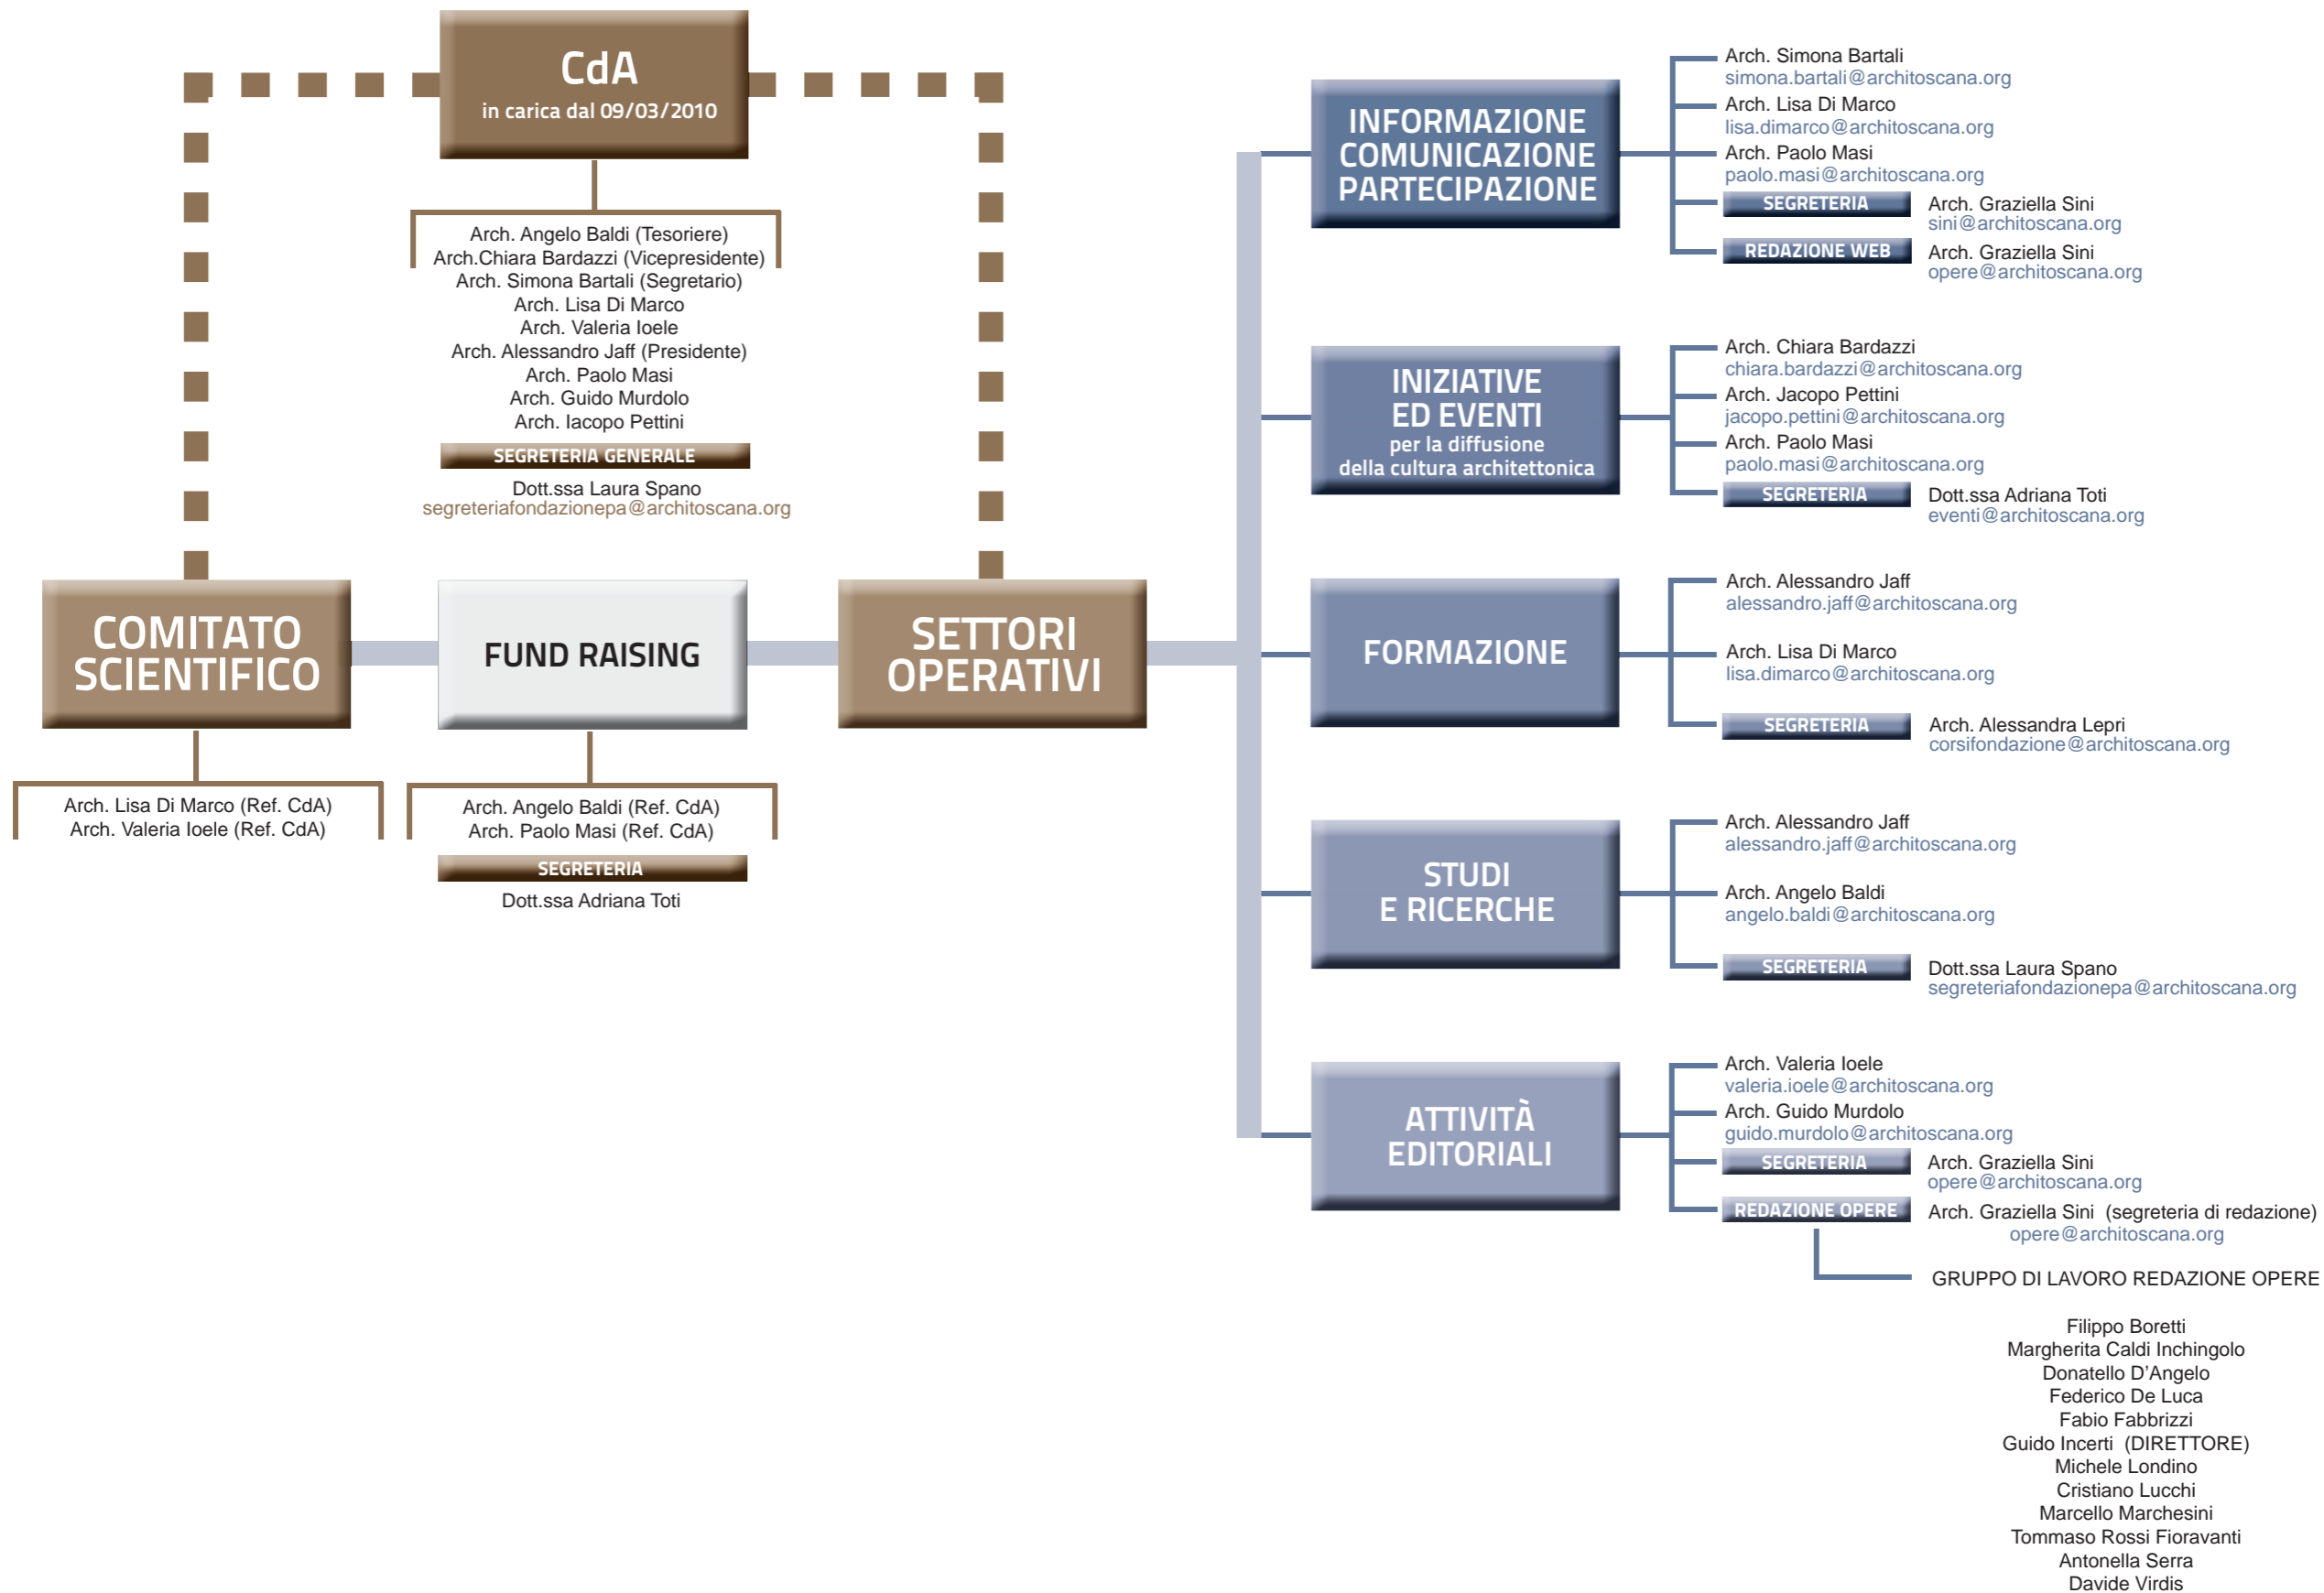 CdA
in carica dal 09/03/2010
Arch. Angelo Baldi (Tesoriere)
Arch.Chiara Bardazzi (Vicepresidente)
Arch. Simona Bartali (Segretario)
Arch. Lisa Di Marco
Arch. Valeria Ioele
Arch. Alessandro Jaff (Presidente)
Arch. Paolo Masi
Arch. Guido Murdolo
Arch. Iacopo Pettini
SEGRETERIA GENERALE
Dott.ssa Laura Spano
segreteriafondazionepa@architoscana.org
COMITATO
SCIENTIFICO
Arch. Lisa Di Marco (Ref. CdA)
Arch. Valeria Ioele (Ref. CdA)
FUND RAISING
Arch. Angelo Baldi (Ref. CdA)
Arch. Paolo Masi (Ref. CdA)
SEGRETERIA
Dott.ssa Adriana Toti
SETTORI
OPERATIVI
INFORMAZIONE
COMUNICAZIONE
PARTECIPAZIONE
Arch. Simona Bartali
simona.bartali@architoscana.org
Arch. Lisa Di Marco
lisa.dimarco@architoscana.org
Arch. Paolo Masi
paolo.masi@architoscana.org
SEGRETERIA
Arch. Graziella Sini
sini@architoscana.org
REDAZIONE WEB
Arch. Graziella Sini
opere@architoscana.org
INIZIATIVE
ED EVENTI
per la diffusione
della cultura architettonica
Arch. Chiara Bardazzi
chiara.bardazzi@architoscana.org
Arch. Jacopo Pettini
jacopo.pettini@architoscana.org
Arch. Paolo Masi
paolo.masi@architoscana.org
SEGRETERIA
Dott.ssa Adriana Toti
eventi@architoscana.org
FORMAZIONE
Arch. Alessandro Jaff
alessandro.jaff@architoscana.org
Arch. Lisa Di Marco
lisa.dimarco@architoscana.org
SEGRETERIA
Arch. Alessandra Lepri
corsifondazione@architoscana.org
STUDI
E RICERCHE
Arch. Alessandro Jaff
alessandro.jaff@architoscana.org
Arch. Angelo Baldi
angelo.baldi@architoscana.org
SEGRETERIA
Dott.ssa Laura Spano
segreteriafondazionepa@architoscana.org
ATTIVITÀ
EDITORIALI
Arch. Valeria Ioele
valeria.ioele@architoscana.org
Arch. Guido Murdolo
guido.murdolo@architoscana.org
SEGRETERIA
Arch. Graziella Sini
opere@architoscana.org
REDAZIONE OPERE
Arch. Graziella Sini (segreteria di redazione)
opere@architoscana.org
GRUPPO DI LAVORO REDAZIONE OPERE
Filippo Boretti
Margherita Caldi Inchingolo
Donatello D'Angelo
Federico De Luca
Fabio Fabbrizzi
Guido Incerti (DIRETTORE)
Michele Londino
Cristiano Lucchi
Marcello Marchesini
Tommaso Rossi Fioravanti
Antonella Serra
Davide Virdis